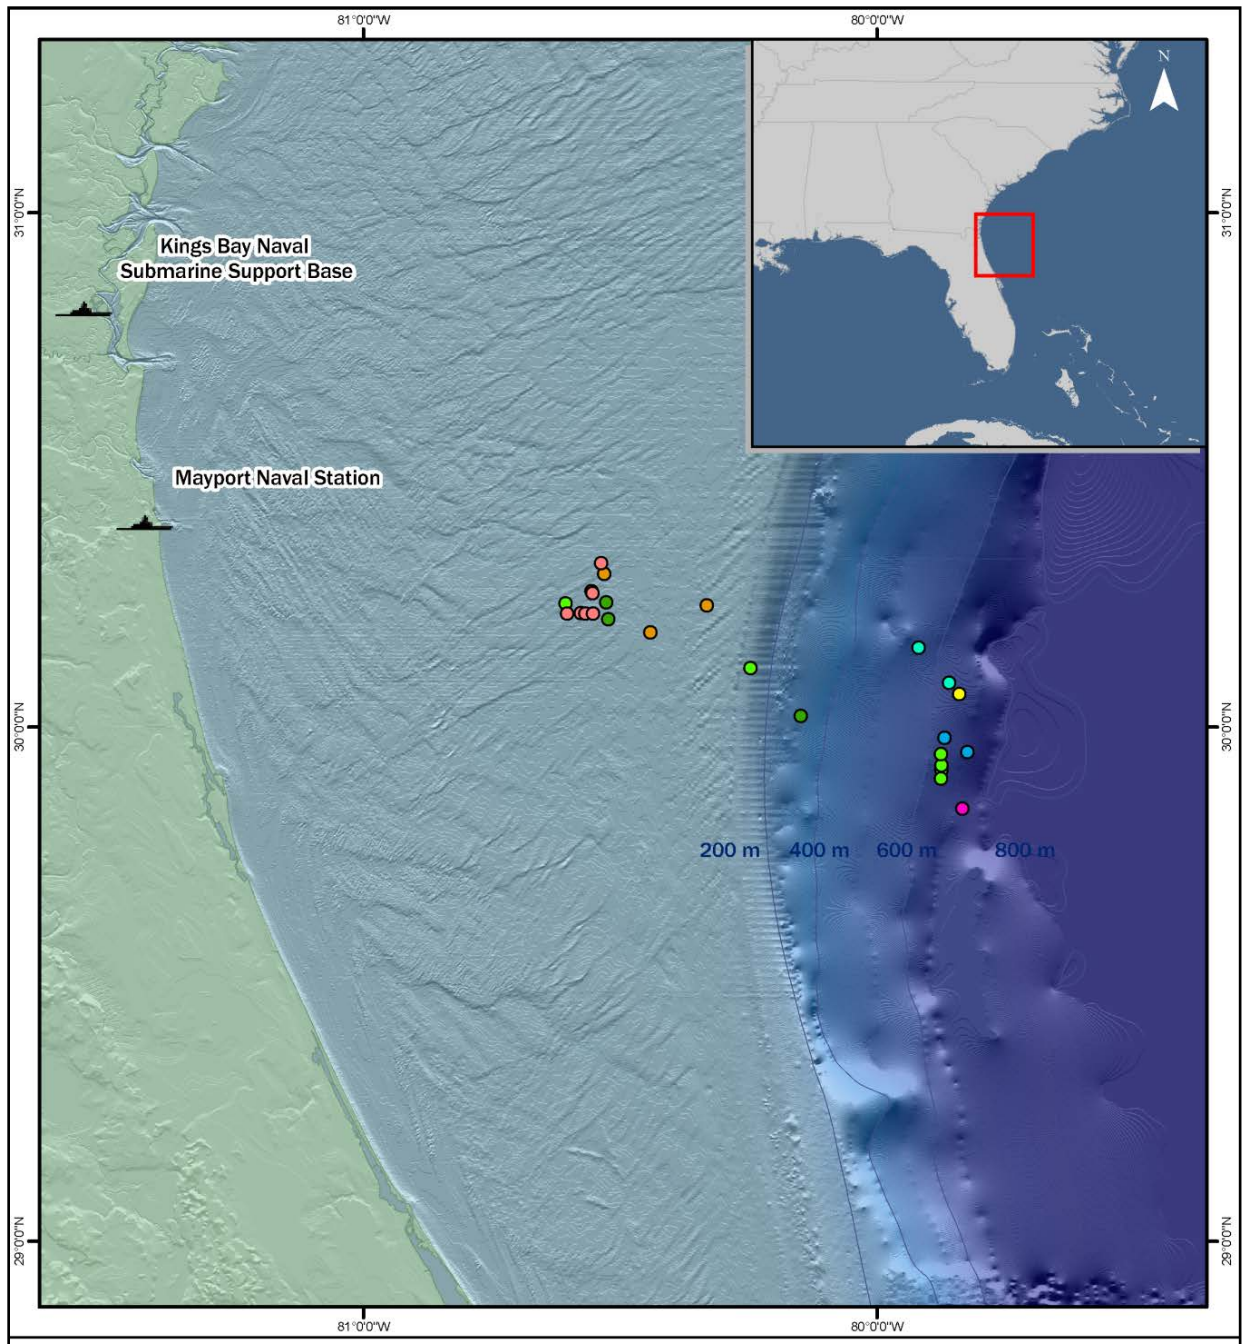 81°0'0"W
80°0'0"W
N
31°0'0"N
31°0'0"N
Kings Bay Naval
Submarine Support Base
Mayport Naval Station
30°0'0"N
30°0'0"N
200 m
400 m
600 m
800 m
29°0'0"N
29°0'0"N
81°0'0"W
80°0'0"W